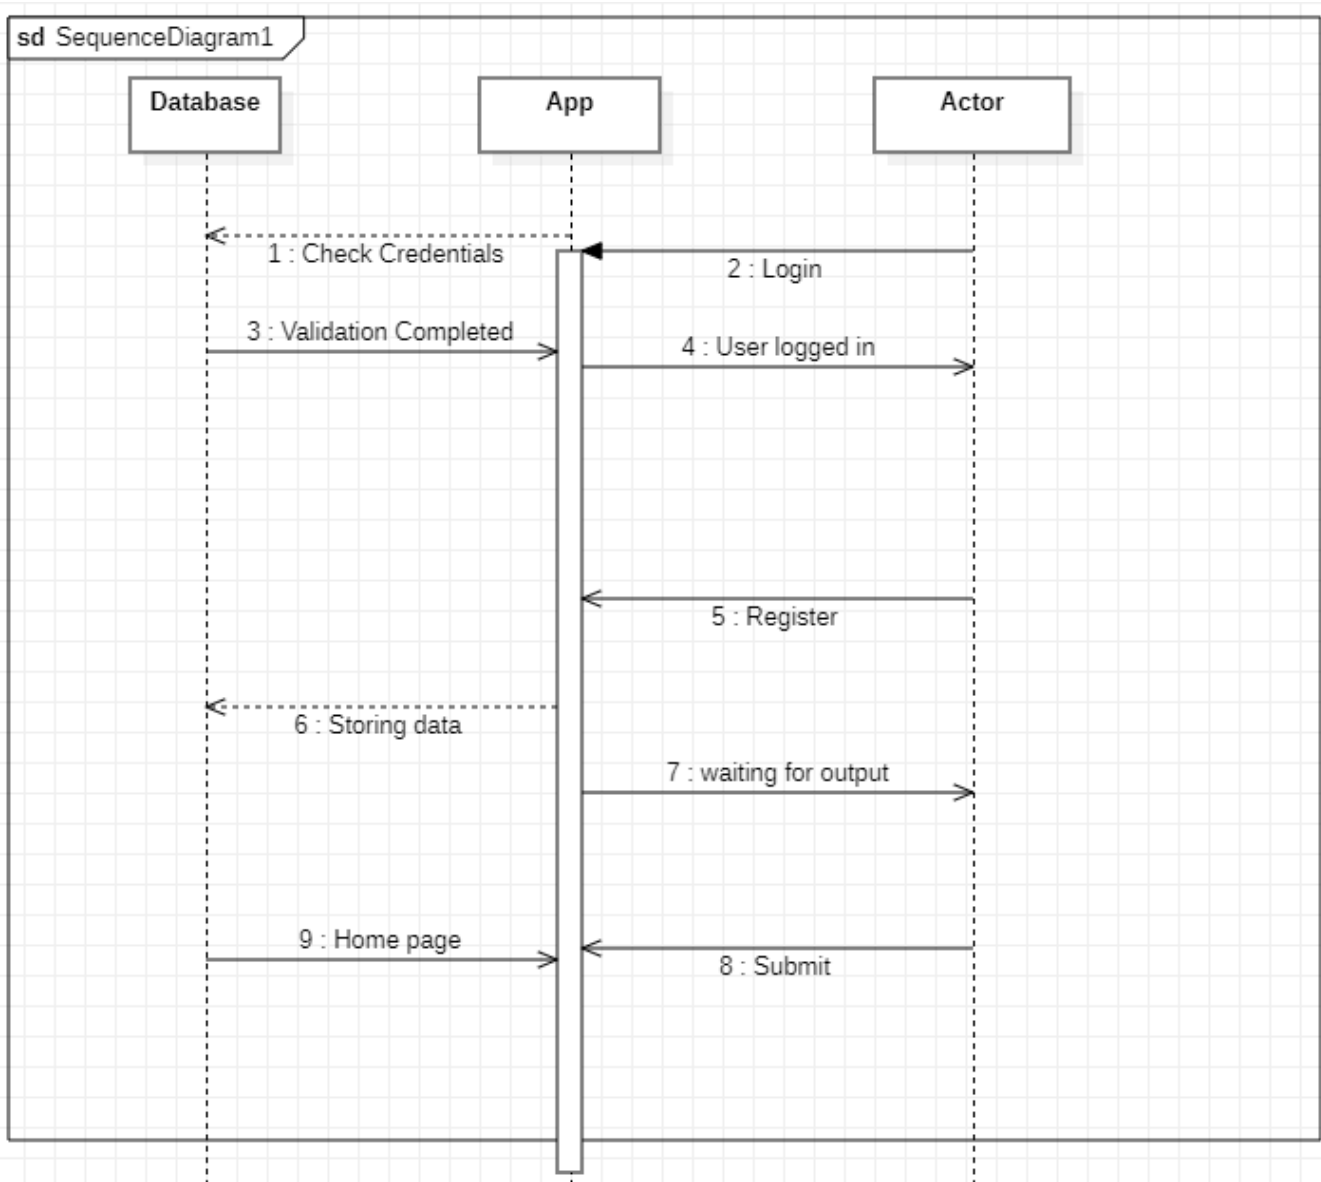 sd SequenceDiagram1
Database
App
Actor
1 : Check Credentials
2 : Login
3 : Validation Completed
4 : User logged in
5 : Register
6 : Storing data
7 : waiting for output
9 : Home page
8 : Submit